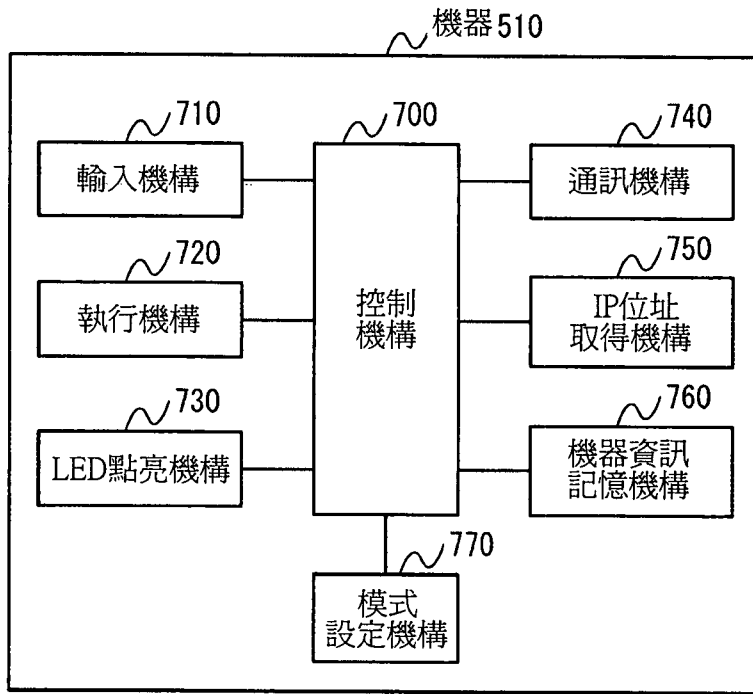 機器510
710
輸入機構
720
執行機構
730
LED點亮機構
700
控制
機構
740
通訊機構
750
IP位址
取得機構
760
機器資訊
記憶機構
770
模式
設定機構